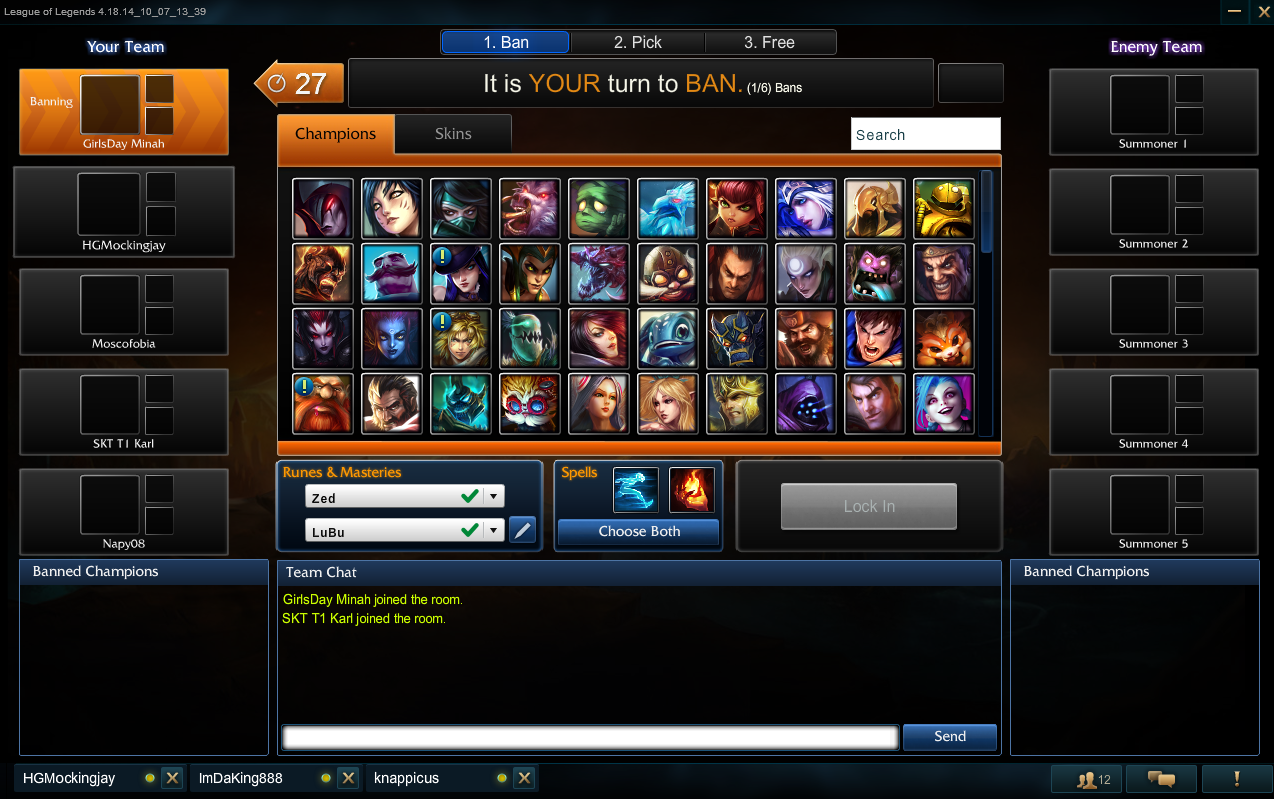 League of Legends 4.18.14_10_07_13_39
Your Team
1. Ban
2. Pick
3. Free
Enemy Team
27
It is YOUR turn to BAN. (1/6) Bans
Banning
GirlsDay Minah
HGMockingjay
Moscofobia
SKT T1 Karl
Napy08
Champions
Skins
Search
Summoner 1
Summoner 2
Summoner 3
Summoner 4
Summoner 5
Runes & Masteries
Zed
LuBu
Spells
Choose Both
Lock In
Banned Champions
Team Chat
GirlsDay Minah joined the room.
SKT T1 Karl joined the room.
Send
Banned Champions
HGMockingjay
ImDaKing888
knappicus
12